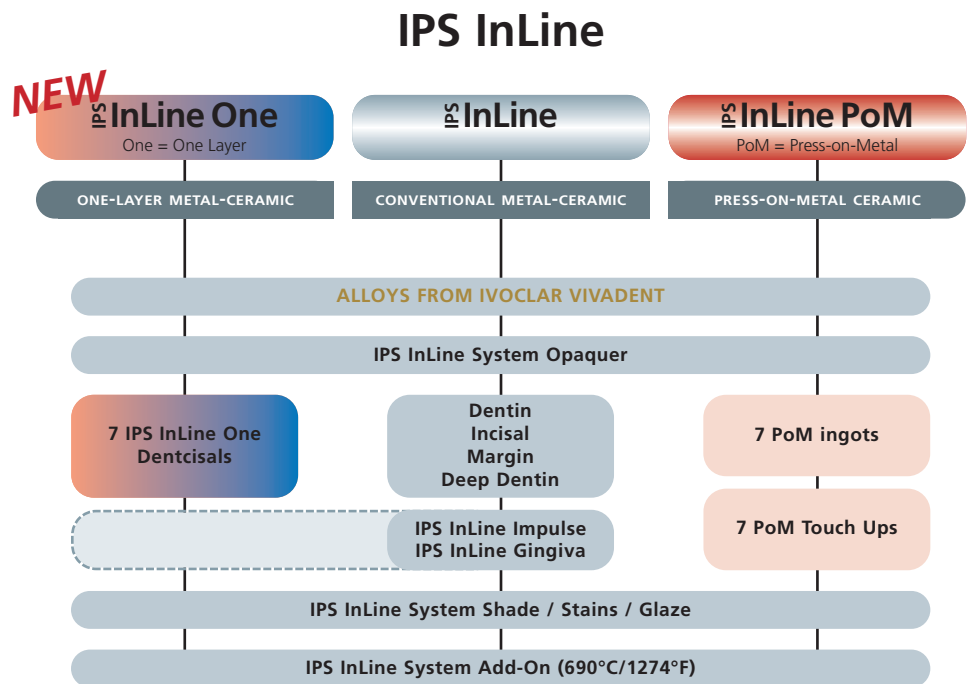 IPS InLine
NEW
IPS InLine One
One = One Layer
IPS InLine
IPS InLine PoM
PoM = Press-on-Metal
ONE-LAYER METAL-CERAMIC
CONVENTIONAL METAL-CERAMIC
PRESS-ON-METAL CERAMIC
ALLOYS FROM IVOCLAR VIVADENT
IPS InLine System Opaquer
7 IPS InLine One
Dentcisals
Dentin
Incisal
Margin
Deep Dentin
7 PoM ingots
IPS InLine Impulse
IPS InLine Gingiva
7 PoM Touch Ups
IPS InLine System Shade / Stains / Glaze
IPS InLine System Add-On (690°C/1274°F)